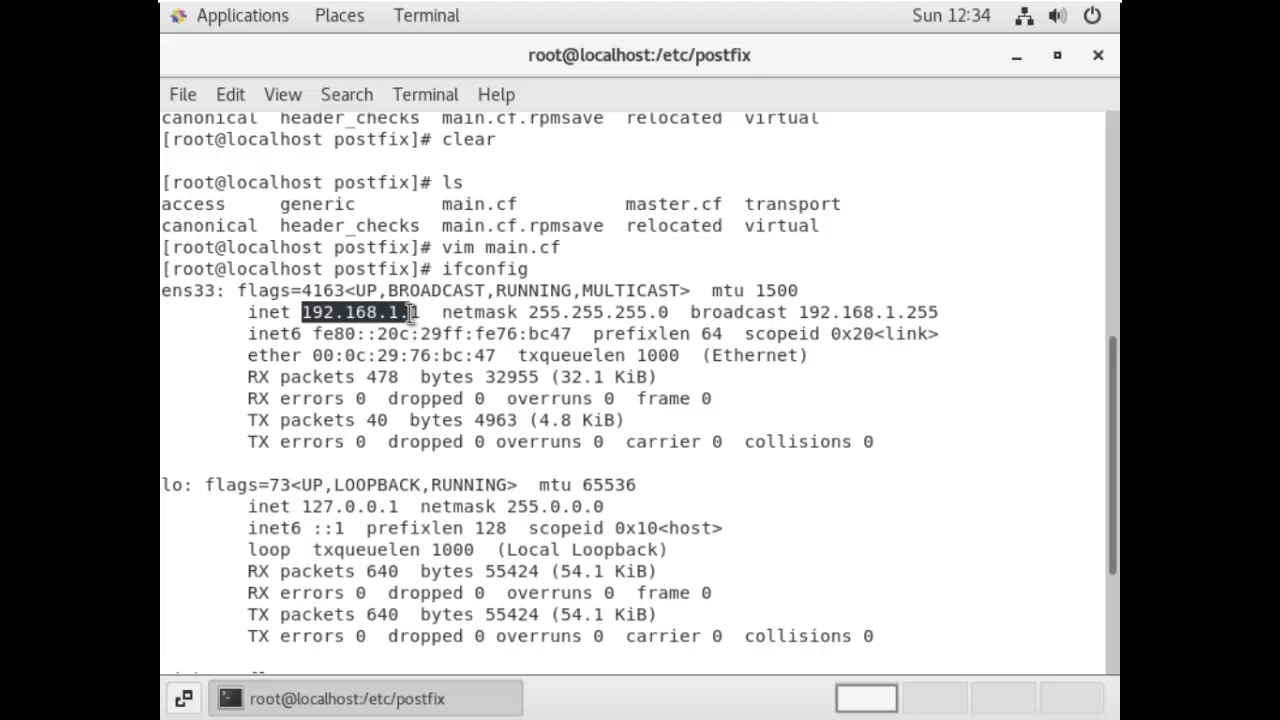 Applications Places Terminal Sun 12:34
root@localhost:/etc/postfix
File Edit View Search Terminal Help
canonical header_checks main.cf.rpmsave relocated virtual
[root@localhost postfix]# clear
[root@localhost postfix]# ls
access generic main.cf master.cf transport
canonical header_checks main.cf.rpmsave relocated virtual
[root@localhost postfix]# vim main.cf
[root@localhost postfix]# ifconfig
ens33: flags=4163<UP,BROADCAST,RUNNING,MULTICAST> mtu 1500
inet 192.168.1.1 netmask 255.255.255.0 broadcast 192.168.1.255
inet6 fe80::20c:29ff:fe76:bc47 prefixlen 64 scopeid 0x20<link>
ether 00:0c:29:76:bc:47 txqueuelen 1000 (Ethernet)
RX packets 478 bytes 32955 (32.1 KiB)
RX errors 0 dropped 0 overruns 0 frame 0
TX packets 40 bytes 4963 (4.8 KiB)
TX errors 0 dropped 0 overruns 0 carrier 0 collisions 0
lo: flags=73<UP,LOOPBACK,RUNNING> mtu 65536
inet 127.0.0.1 netmask 255.0.0.0
inet6 ::1 prefixlen 128 scopeid 0x10<host>
loop txqueuelen 1000 (Local Loopback)
RX packets 640 bytes 55424 (54.1 KiB)
RX errors 0 dropped 0 overruns 0 frame 0
TX packets 640 bytes 55424 (54.1 KiB)
TX errors 0 dropped 0 overruns 0 carrier 0 collisions 0
root@localhost:/etc/postfix